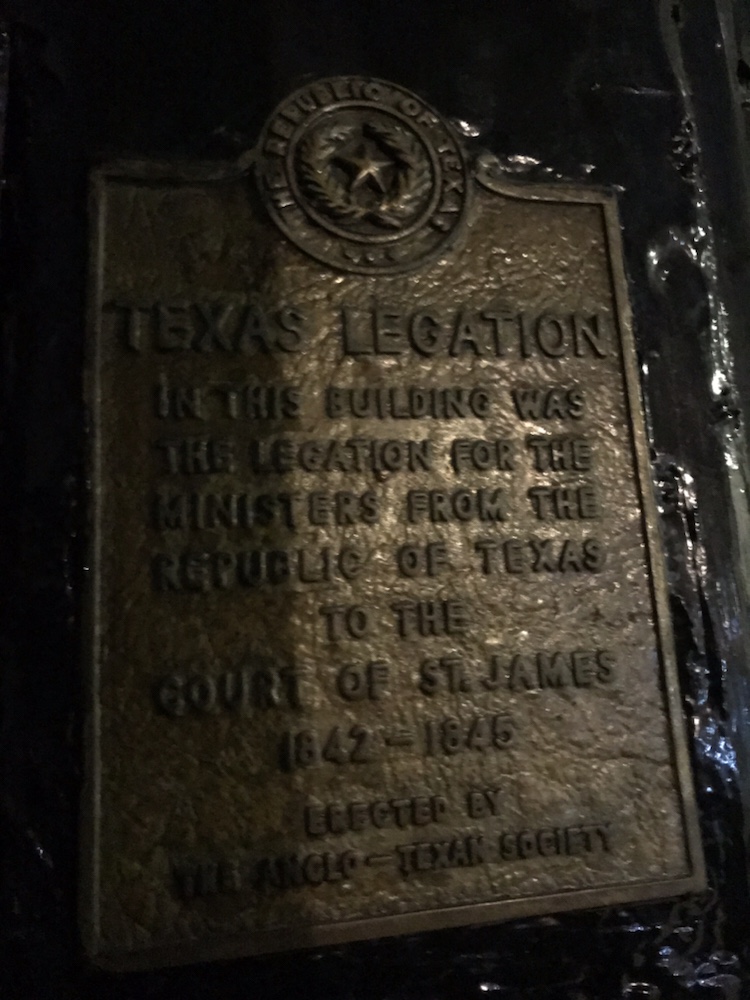 THE REPUBLIC OF TEXAS
TEXAS LEGATION
IN THIS BUILDING WAS
THE LEGATION FOR THE
MINISTERS FROM THE
REPUBLIC OF TEXAS
TO THE
COURT OF ST. JAMES
1842 – 1845
ERECTED BY
THE ANGLO – TEXAN SOCIETY